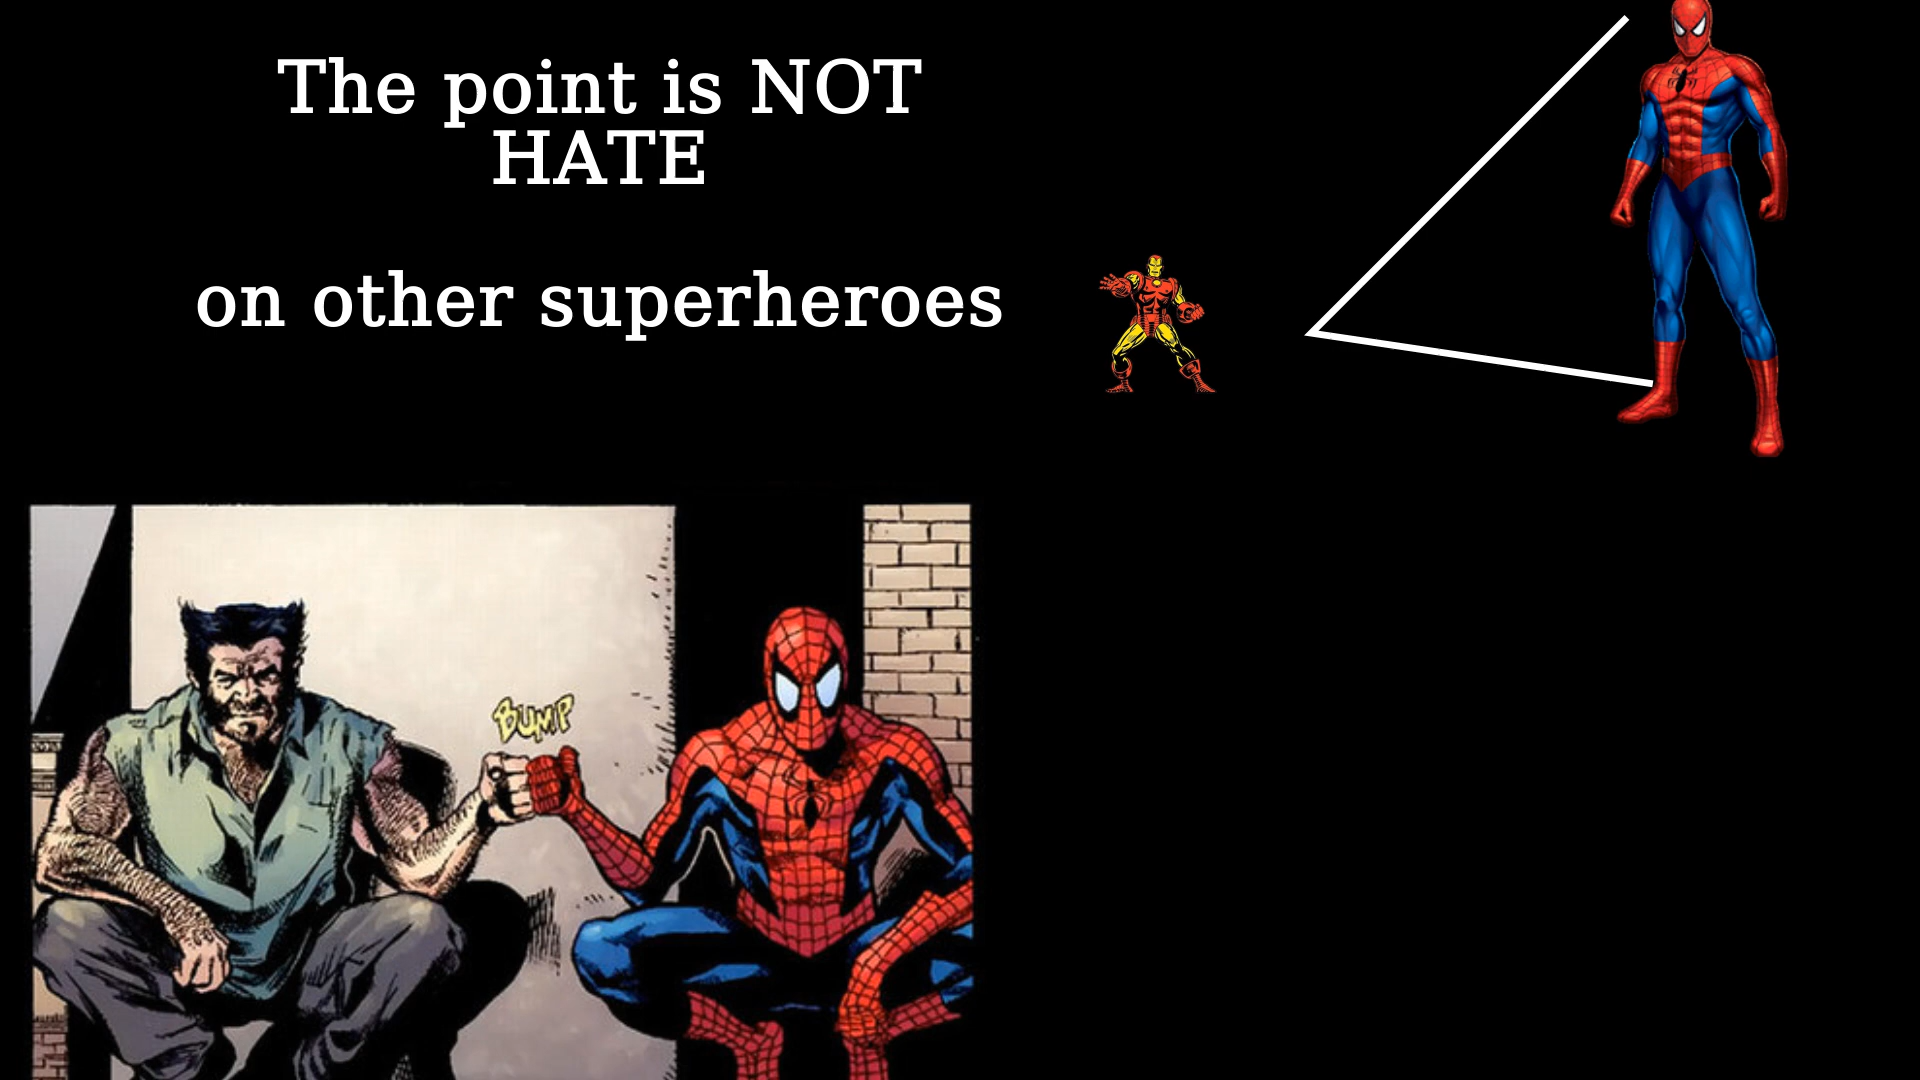 The point is NOT
HATE
on other superheroes
BUMP